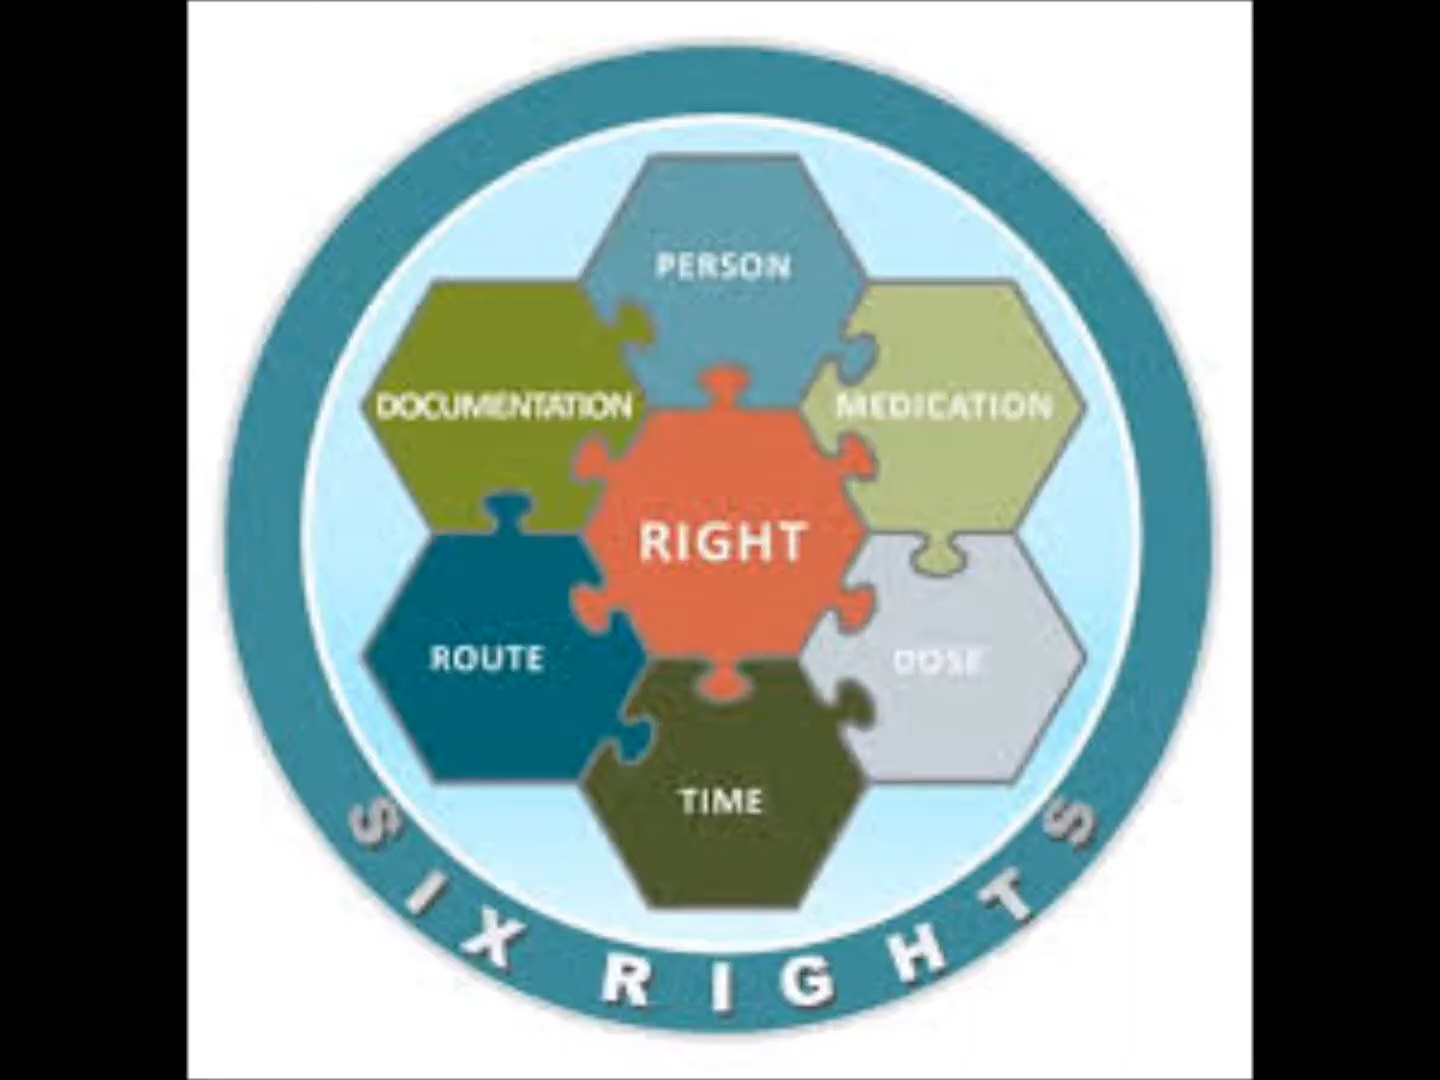 PERSON
DOCUMENTATION
MEDICATION
RIGHT
ROUTE
DOSE
TIME
SIX RIGHTS